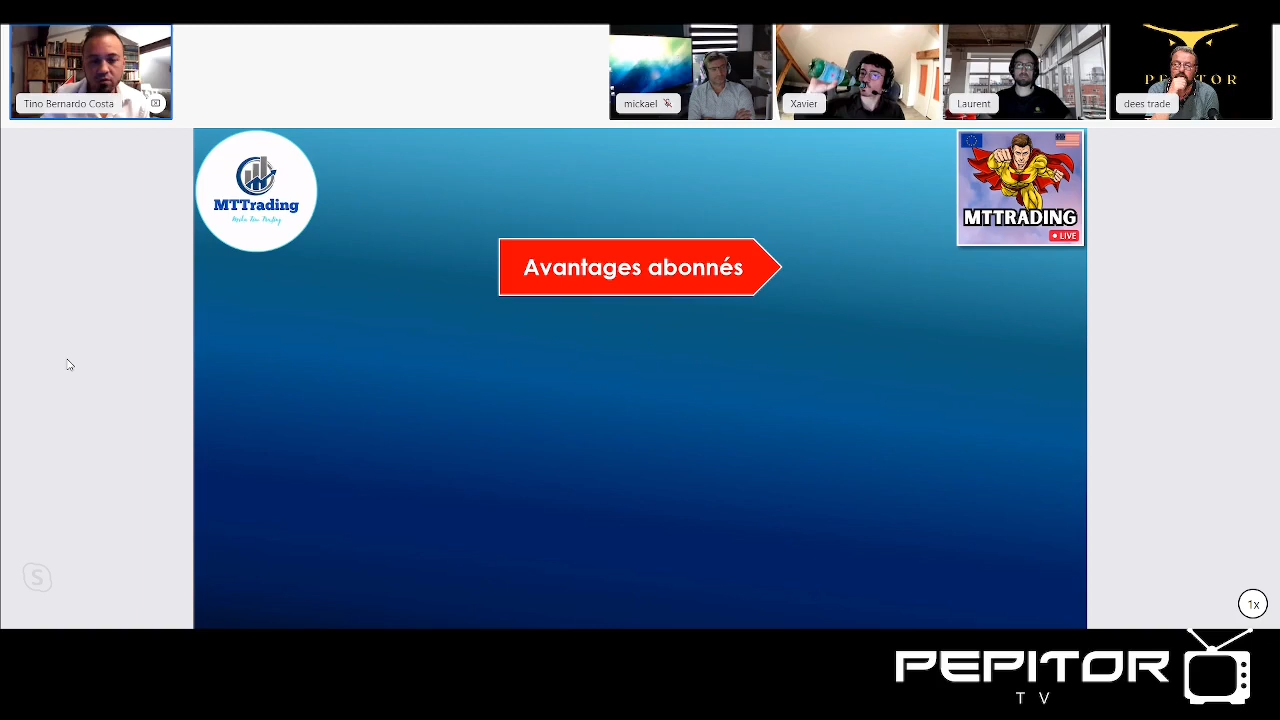 Tino Bernardo Costa
mickael
Xavier
Laurent
PEPITOR
dees trade
MTTrading
MTTRADING
LIVE
Avantages abonnés
1x
PEPITOR
TV